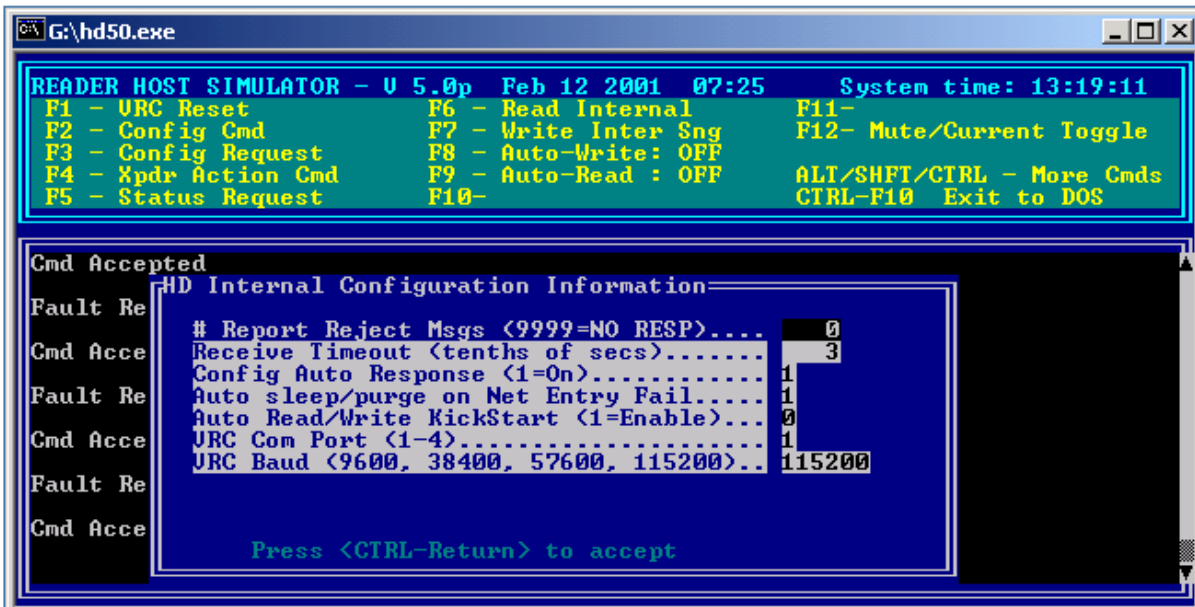 G:\hd50.exe
READER HOST SIMULATOR - V 5.0p Feb 12 2001 07:25 System time: 13:19:11
F1 - VRC Reset F6 - Read Internal F11-
F2 - Config Cmd F7 - Write Inter Sng F12- Mute/Current Toggle
F3 - Config Request F8 - Auto-Write: OFF
F4 - Xpdr Action Cmd F9 - Auto-Read : OFF ALT/SHFT/CTRL - More Cmds
F5 - Status Request F10- CTRL-F10 Exit to DOS
Cmd Accepted
HD Internal Configuration Information
Fault Re
# Report Reject Msgs (9999=NO RESP).... 0
Cmd Acce Receive Timeout (tenths of secs)....... 3
Config Auto Response (1=On)............ 1
Fault Re Auto sleep/purge on Net Entry Fail..... 1
Auto Read/Write KickStart (1=Enable)... 0
Cmd Acce VRC Com Port (1-4)..................... 1
VRC Baud (9600, 38400, 57600, 115200).. 115200
Fault Re
Cmd Acce
Press <CTRL-Return> to accept